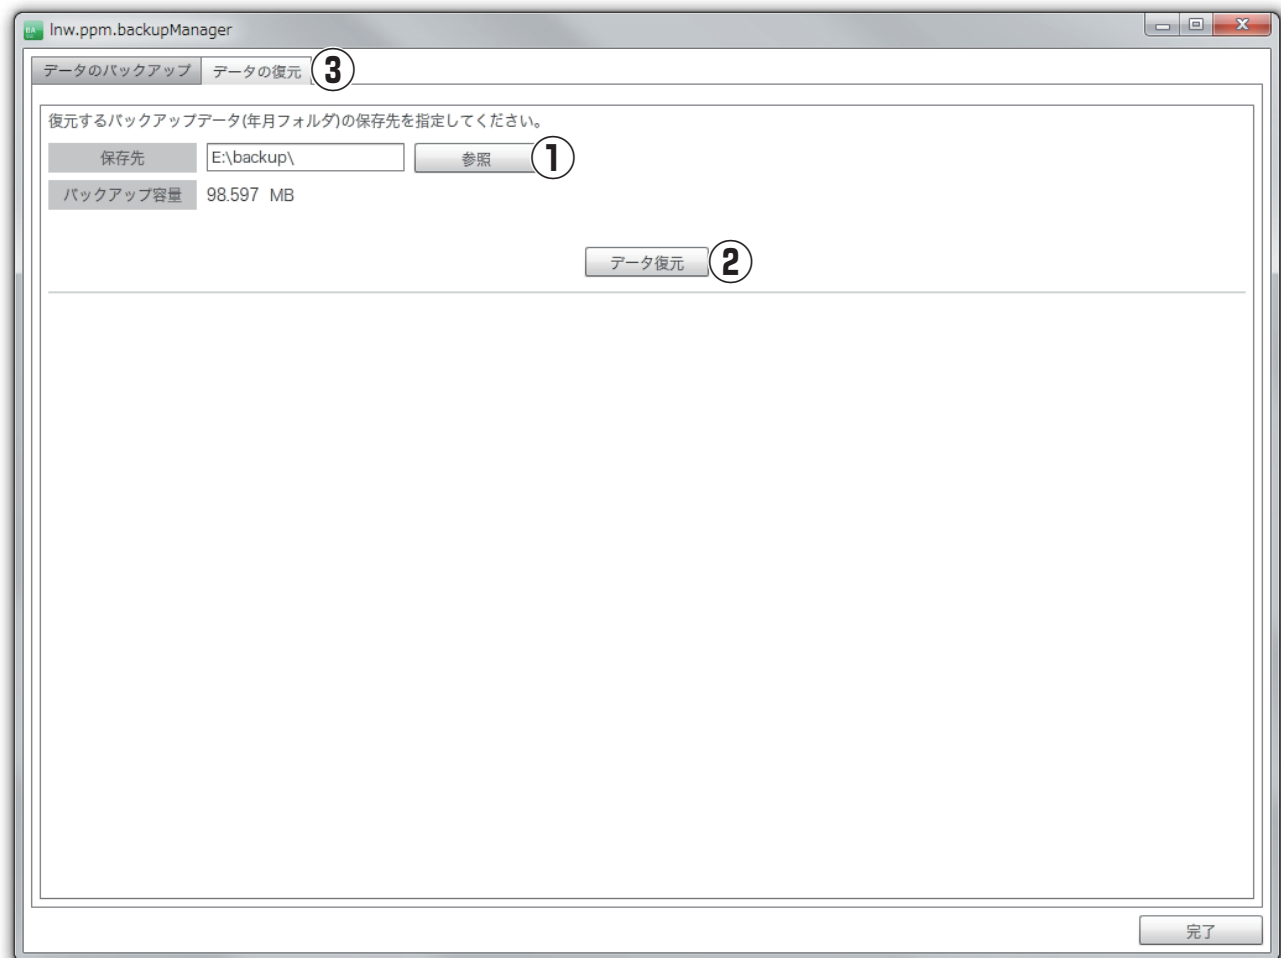 BA
lnw.ppm.backupManager
データのバックアップ データの復元 ③
復元するバックアップデータ(年月フォルダ)の保存先を指定してください。
保存先 E:\backup\ 参照 ①
バックアップ容量 98.597 MB
データ復元 ②
完了